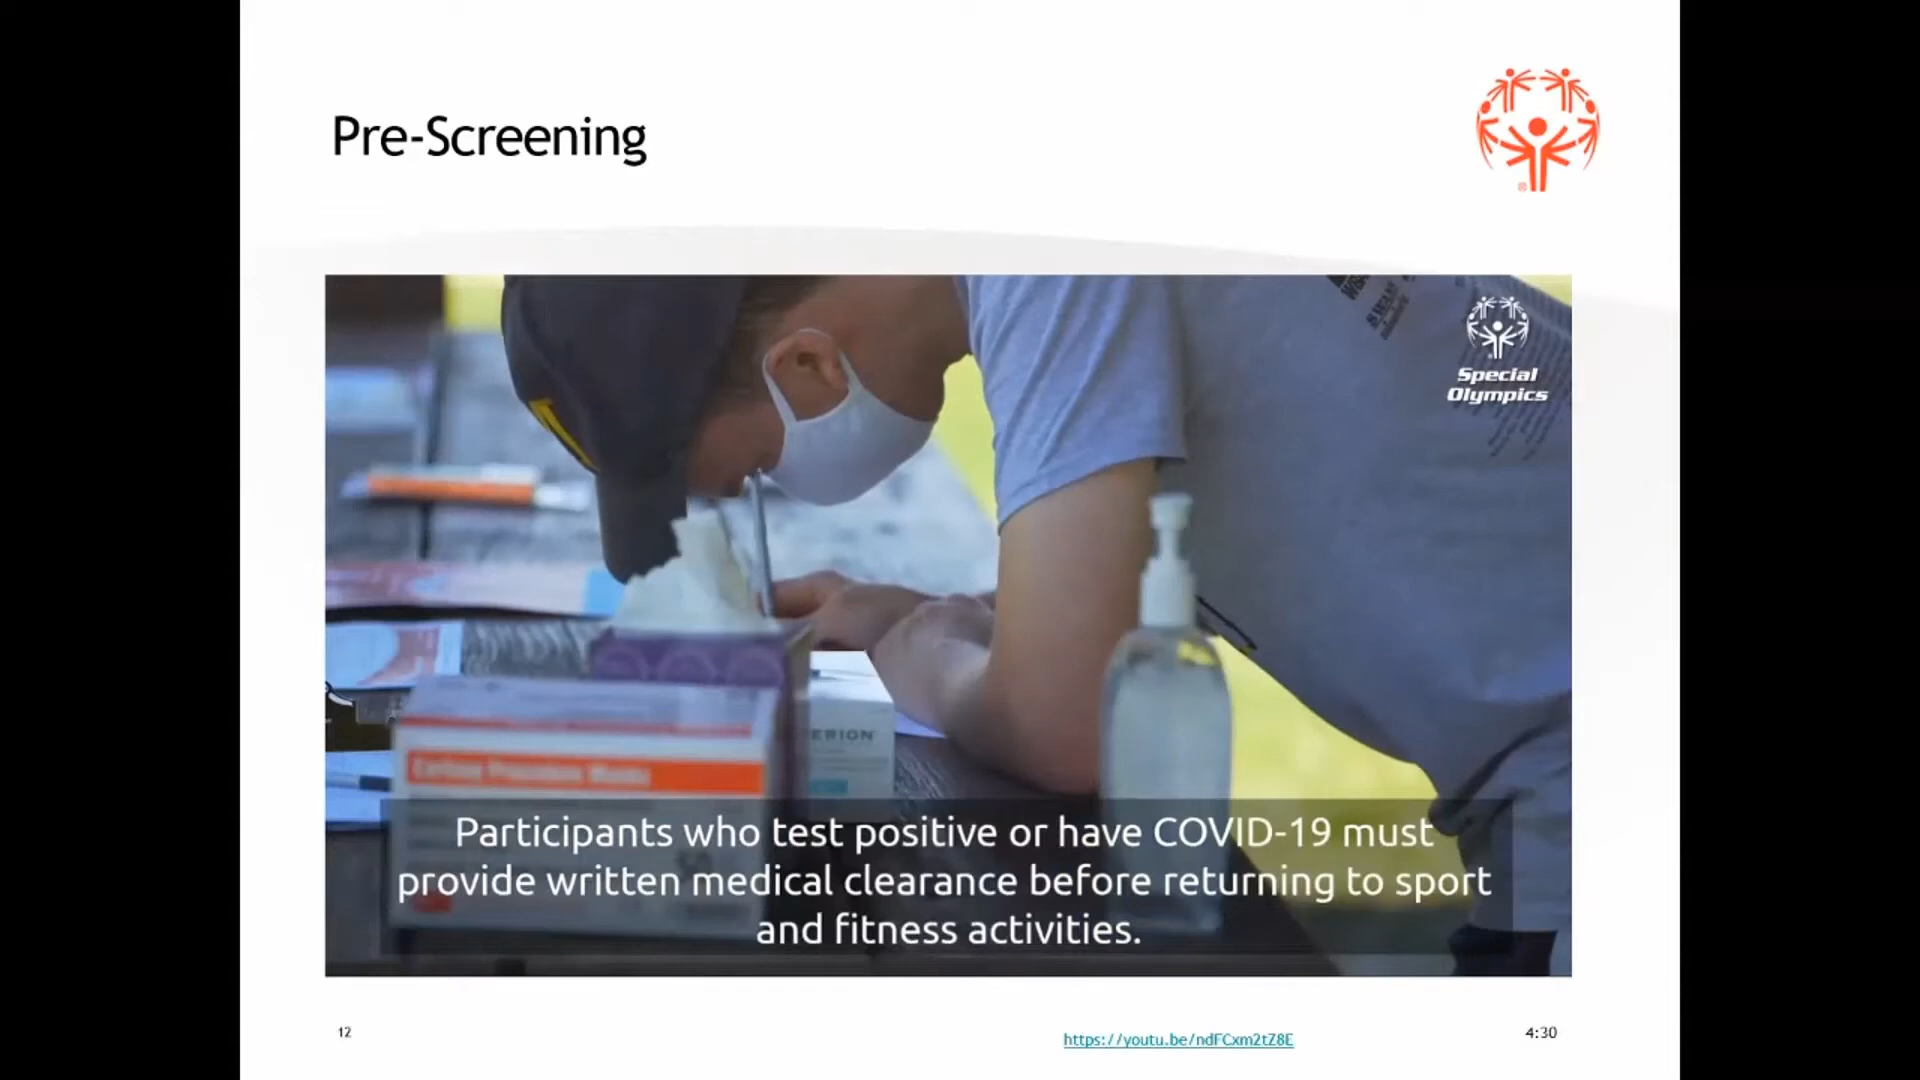 Pre-Screening
Special
Olympics
ERION
Participants who test positive or have COVID-19 must
provide written medical clearance before returning to sport
and fitness activities.
12
https://youtu.be/ndFCxm2tZ8E
4:30